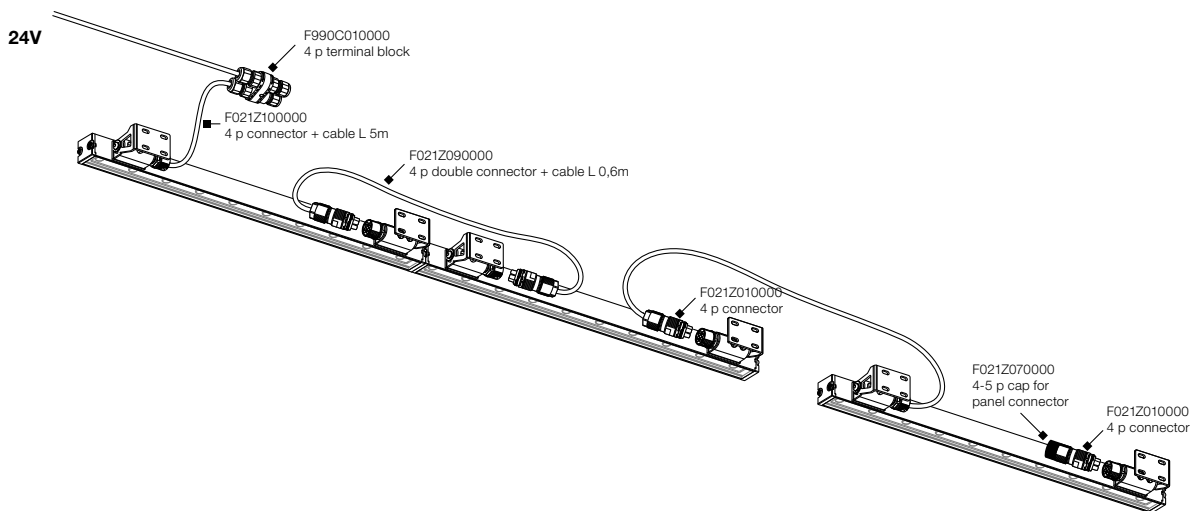 24V
F990C010000
4 p terminal block
F021Z100000
4 p connector + cable L 5m
F021Z090000
4 p double connector + cable L 0,6m
F021Z010000
4 p connector
F021Z070000
4-5 p cap for
panel connector
F021Z010000
4 p connector